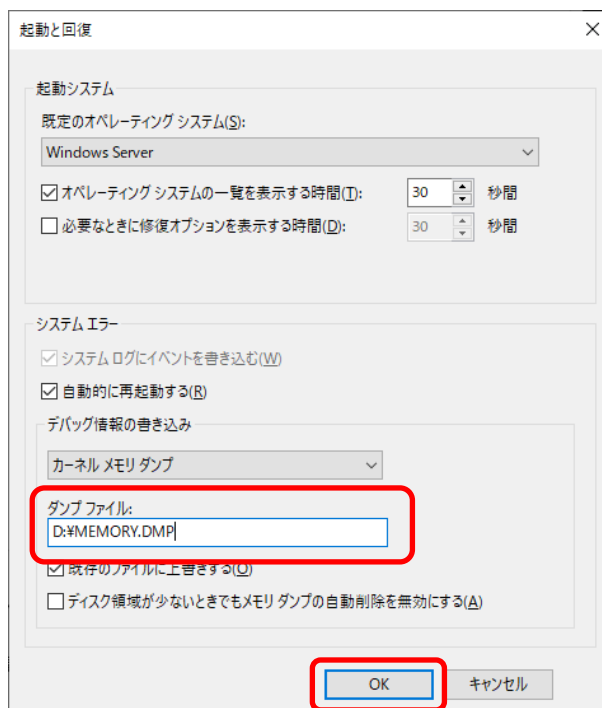 起動と回復
起動システム
既定のオペレーティング システム(S):
Windows Server
オペレーティング システムの一覧を表示する時間(T): 30 秒間
必要なときに修復オプションを表示する時間(D): 30 秒間
システム エラー
システム ログにイベントを書き込む(W)
自動的に再起動する(R)
デバッグ情報の書き込み
カーネル メモリ ダンプ
ダンプ ファイル:
D:¥MEMORY.DMP
既存のファイルに上書きする(O)
ディスク領域が少ないときでもメモリ ダンプの自動削除を無効にする(A)
OK キャンセル